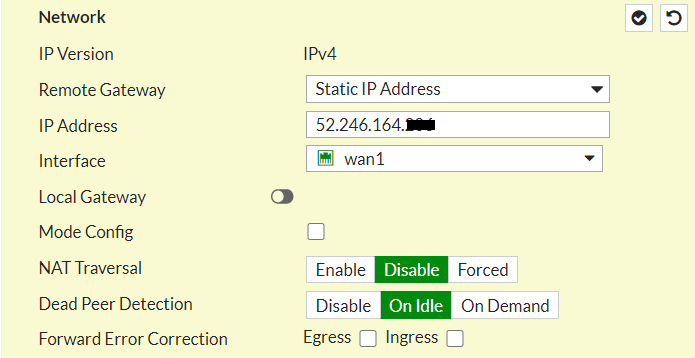 Network
IP Version IPv4
Remote Gateway Static IP Address
IP Address 52.246.164.
Interface wan1
Local Gateway
Mode Config
NAT Traversal Enable Disable Forced
Dead Peer Detection Disable On Idle On Demand
Forward Error Correction Egress Ingress